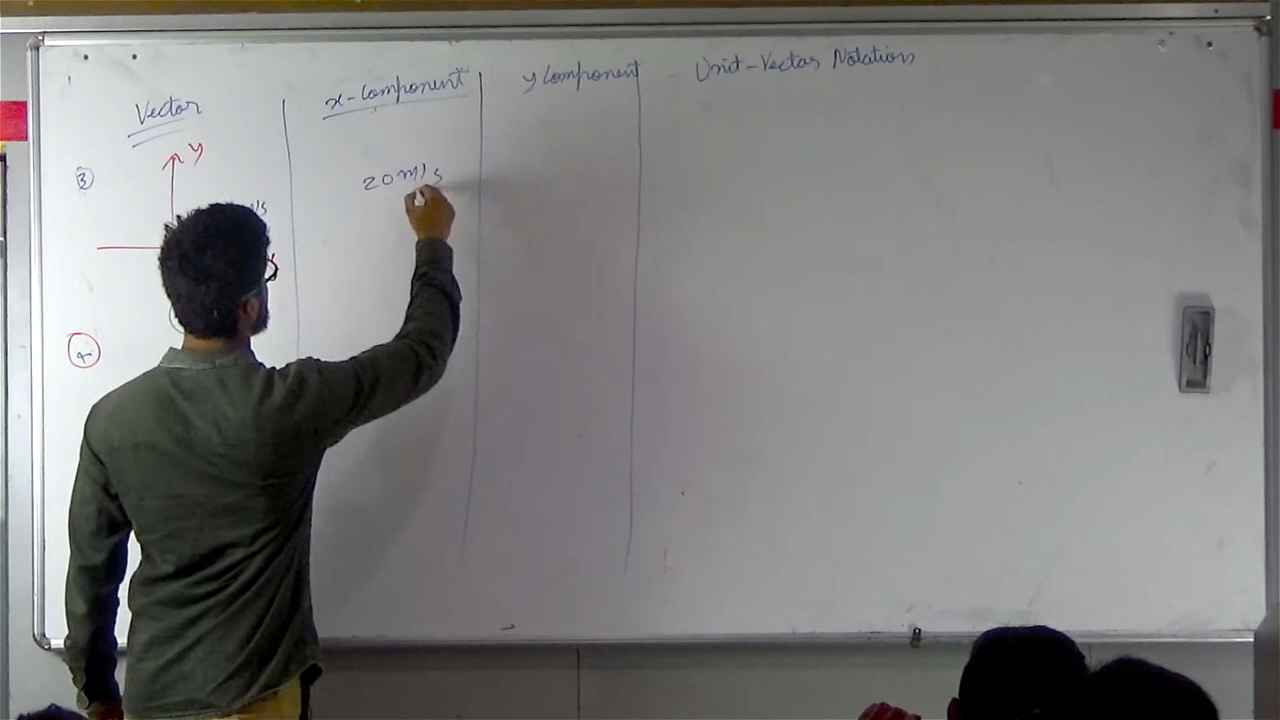 Vector
x-Component
y Component
Unit-Vector Notation
y
3
20 m/s
m/s
4